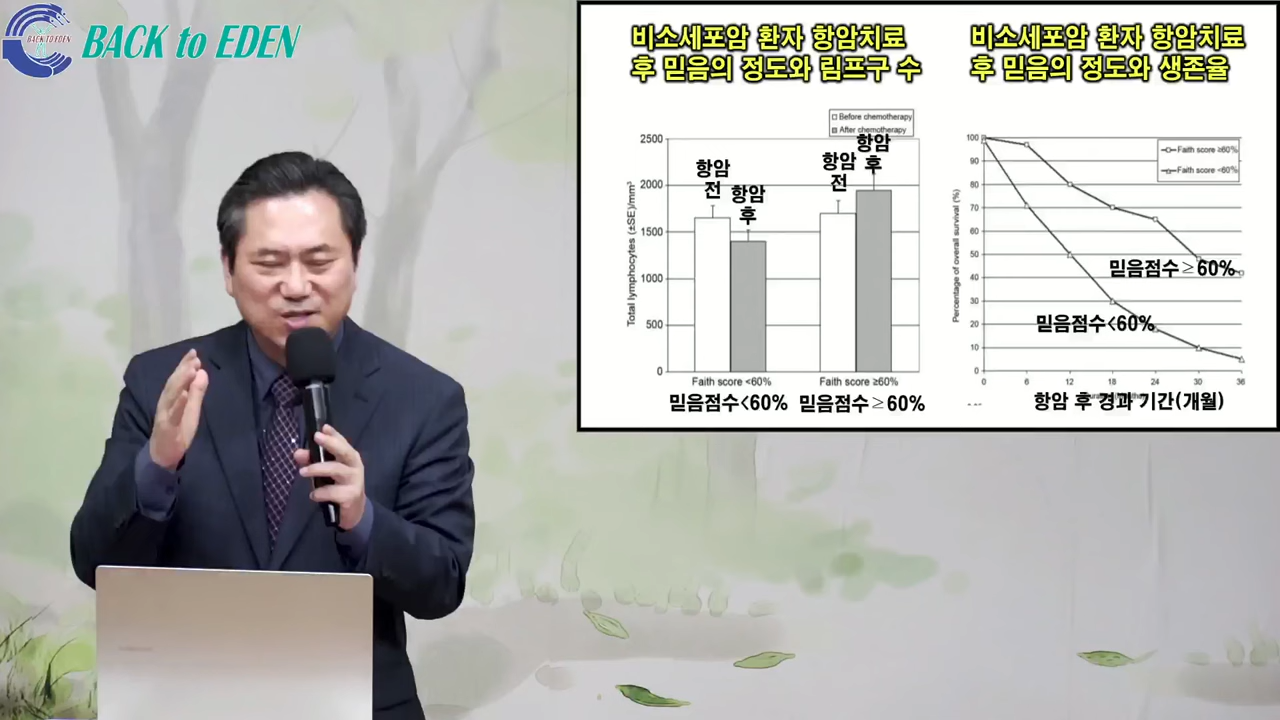 BACK TO EDEN
BACK to EDEN
비소세포암 환자 항암치료
후 믿음의 정도와 림프구 수
Before chemotherapy
After chemotherapy
Total lymphocytes (±SE)/mm³
2500
2000
1500
1000
500
0
항암
전
항암
후
항암
전
항암
후
Faith score <60%
Faith score ≥60%
믿음점수<60%
믿음점수≥60%
비소세포암 환자 항암치료
후 믿음의 정도와 생존율
Faith score ≥60%
Faith score <60%
Percentage of overall survival (%)
100
90
80
70
60
50
40
30
20
10
0
믿음점수≥60%
믿음점수<60%
0 6 12 18 24 30 36
항암 후 경과 기간(개월)